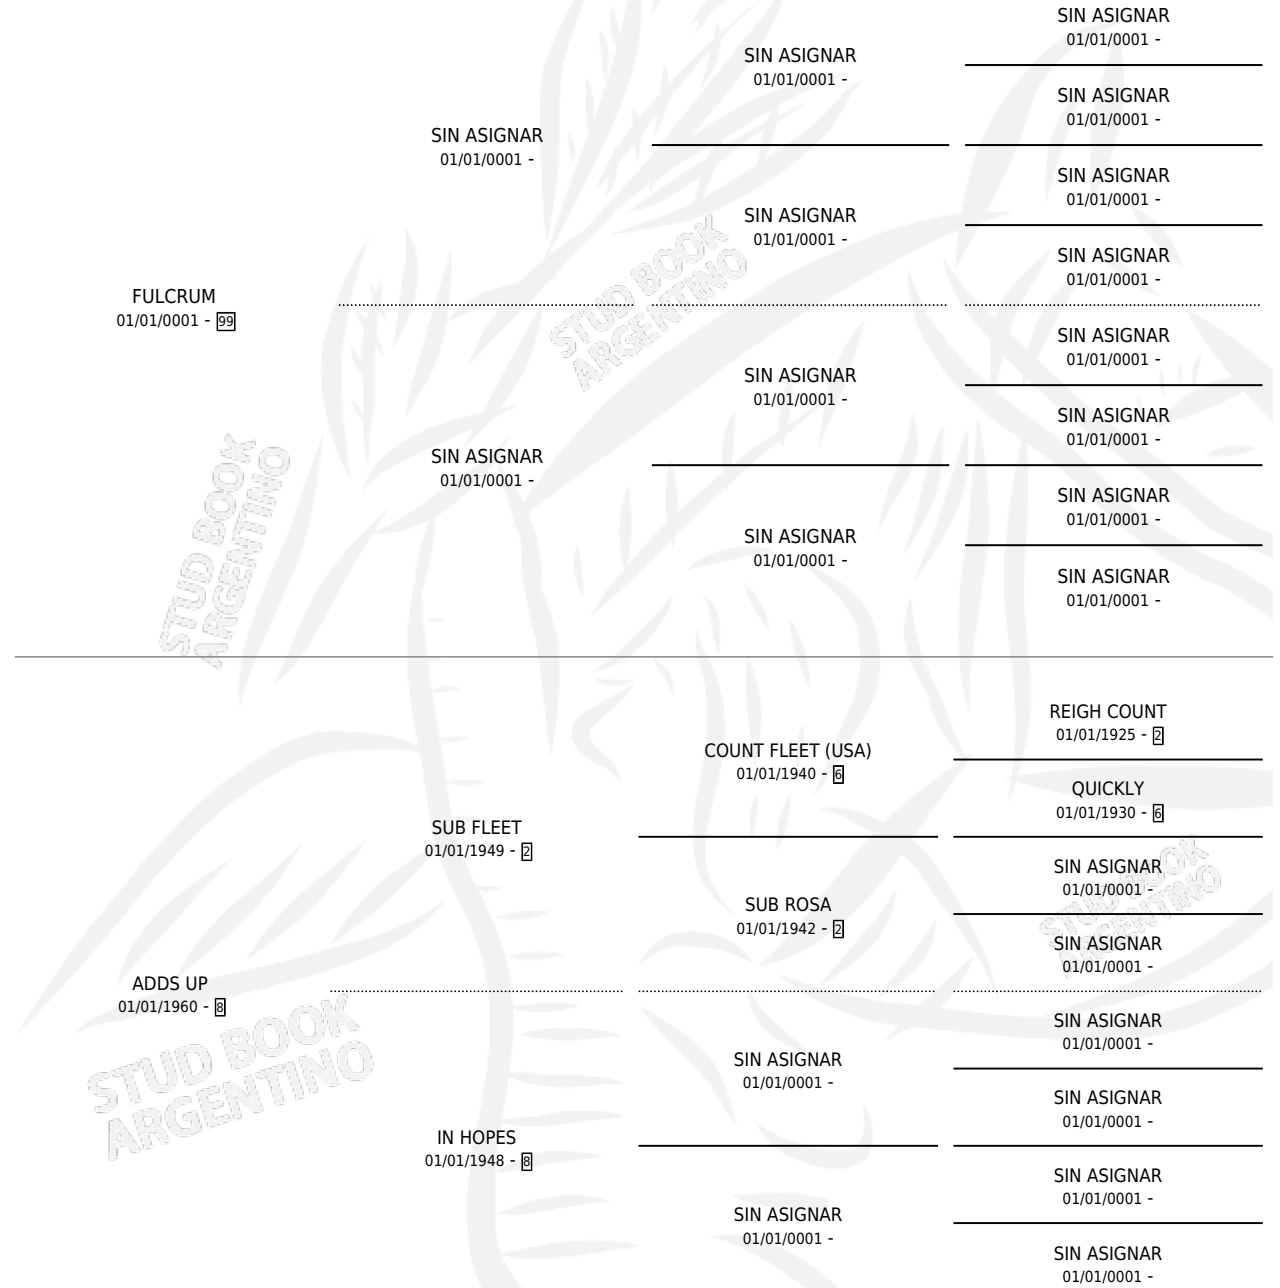 SIN ASIGNAR
01/01/0001 -
SIN ASIGNAR
01/01/0001 -
SIN ASIGNAR
01/01/0001 -
SIN ASIGNAR
01/01/0001 -
SIN ASIGNAR
01/01/0001 -
SIN ASIGNAR
01/01/0001 -
SIN ASIGNAR
01/01/0001 -
FULCRUM
01/01/0001 - 99
SIN ASIGNAR
01/01/0001 -
SIN ASIGNAR
01/01/0001 -
SIN ASIGNAR
01/01/0001 -
SIN ASIGNAR
01/01/0001 -
SIN ASIGNAR
01/01/0001 -
SIN ASIGNAR
01/01/0001 -
SIN ASIGNAR
01/01/0001 -
STUD BOOK
ARGENTINO
STUD BOOK
ARGENTINO
REIGH COUNT
01/01/1925 - 2
COUNT FLEET (USA)
01/01/1940 - 6
QUICKLY
01/01/1930 - 6
SUB FLEET
01/01/1949 - 2
SIN ASIGNAR
01/01/0001 -
SUB ROSA
01/01/1942 - 2
SIN ASIGNAR
01/01/0001 -
STUD BOOK
ARGENTINO
ADDS UP
01/01/1960 - 8
SIN ASIGNAR
01/01/0001 -
SIN ASIGNAR
01/01/0001 -
SIN ASIGNAR
01/01/0001 -
STUD BOOK
ARGENTINO
IN HOPES
01/01/1948 - 8
SIN ASIGNAR
01/01/0001 -
SIN ASIGNAR
01/01/0001 -
SIN ASIGNAR
01/01/0001 -